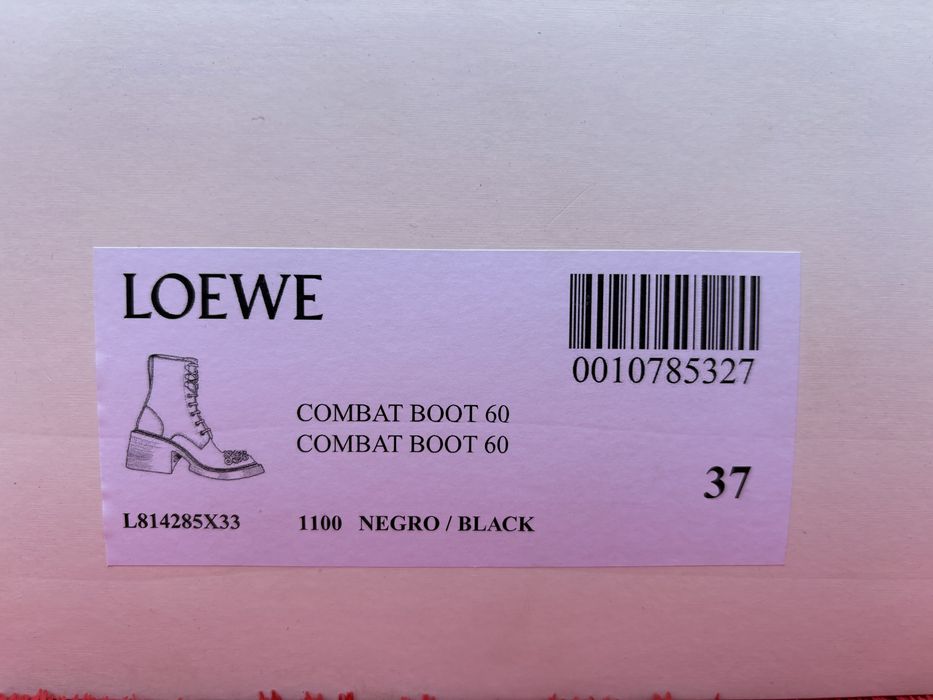 LOEWE
0010785327
COMBAT BOOT 60
COMBAT BOOT 60
37
L814285X33 1100 NEGRO / BLACK